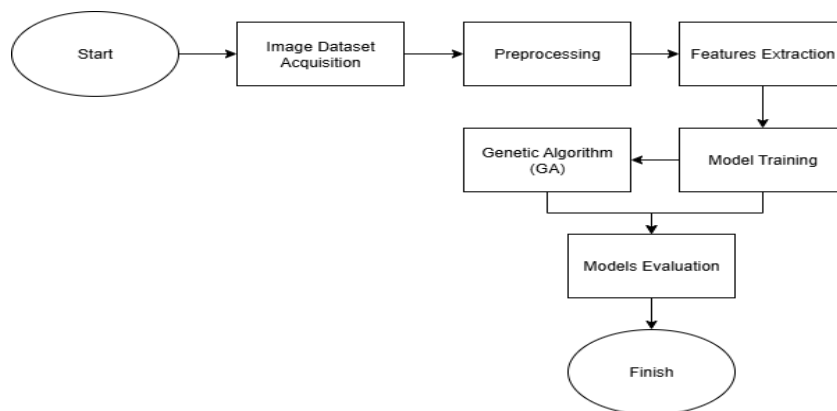 Start
Image Dataset
Acquisition
Preprocessing
Features Extraction
Genetic Algorithm
(GA)
Model Training
Models Evaluation
Finish